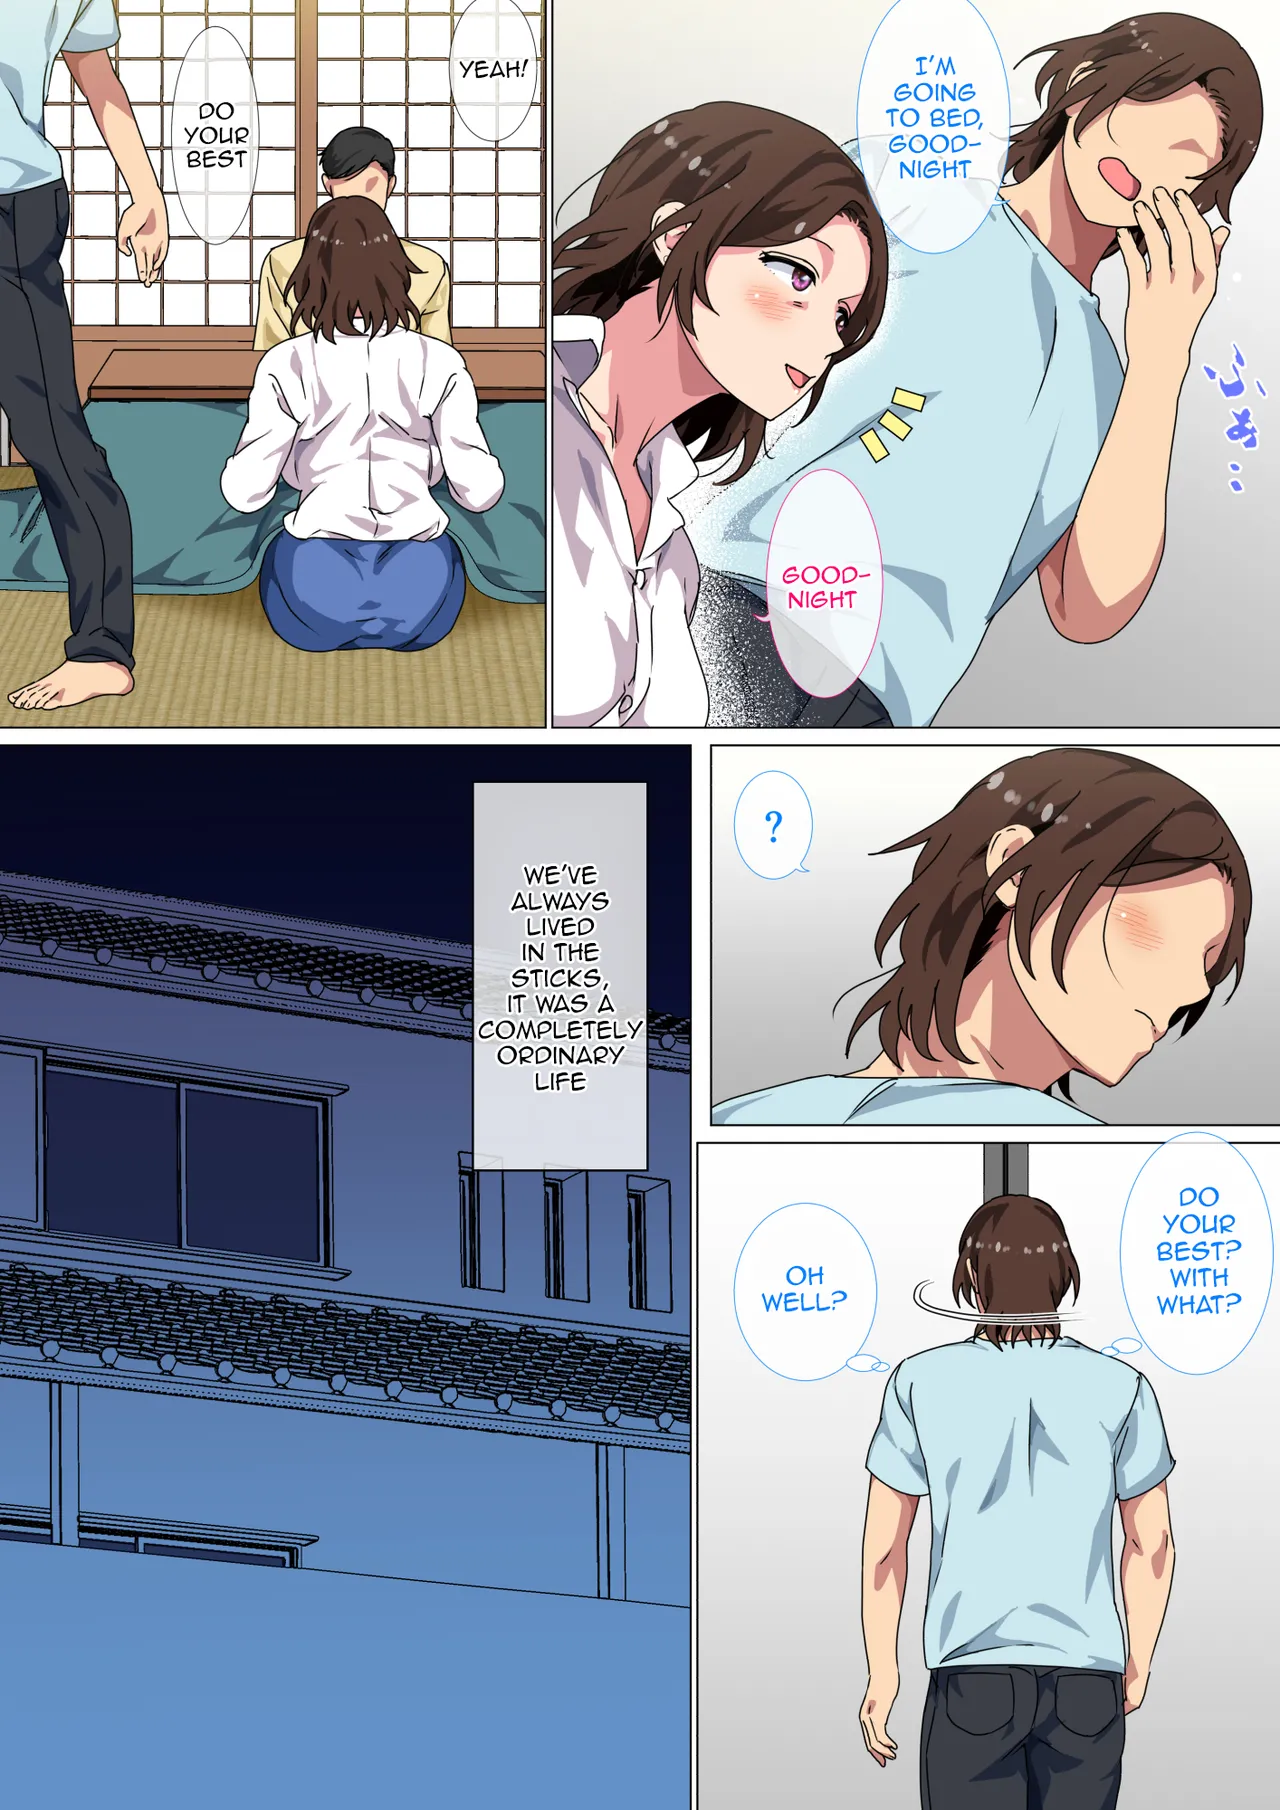 I'M
GOING
TO BED,
GOOD-
NIGHT
ふぁ…
GOOD-
NIGHT
YEAH!
DO
YOUR
BEST
?
DO
YOUR
BEST?
WITH
WHAT?
OH
WELL?
WE'VE
ALWAYS
LIVED
IN THE
STICKS,
IT WAS A
COMPLETELY
ORDINARY
LIFE